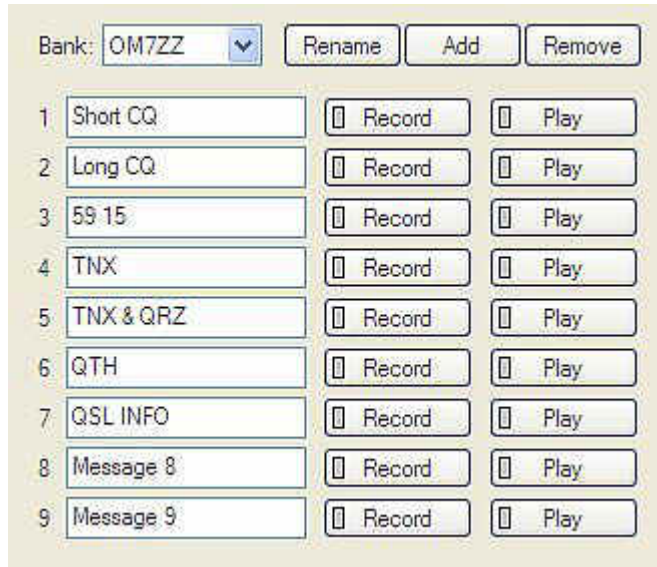 Bank: OM7ZZ Rename Add Remove
1 Short CQ Record Play
2 Long CQ Record Play
3 59 15 Record Play
4 TNX Record Play
5 TNX & QRZ Record Play
6 QTH Record Play
7 QSL INFO Record Play
8 Message 8 Record Play
9 Message 9 Record Play